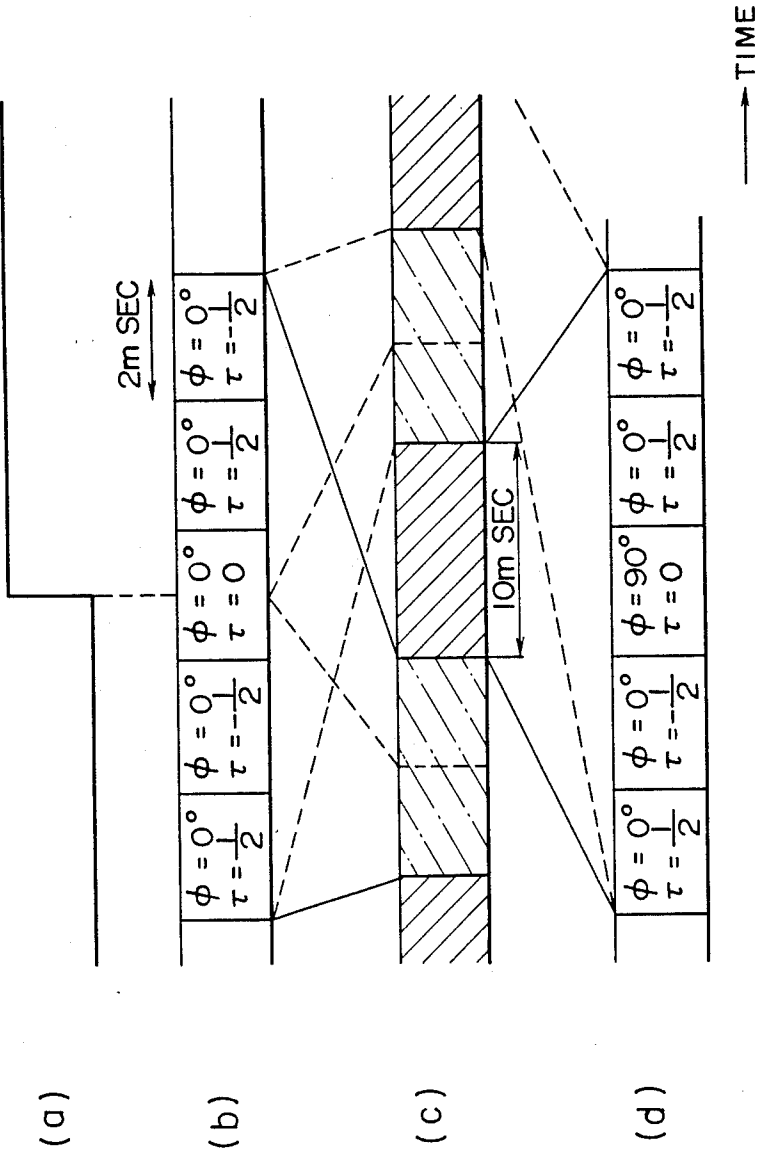 (a)
2m SEC
(b)
φ = 0°
τ = 1/2
φ = 0°
τ = -1/2
φ = 0°
τ = 0
φ = 0°
τ = 1/2
φ = 0°
τ = -1/2
(c)
10m SEC
(d)
φ = 0°
τ = 1/2
φ = 0°
τ = -1/2
φ = 90°
τ = 0
φ = 0°
τ = 1/2
φ = 0°
τ = -1/2
TIME